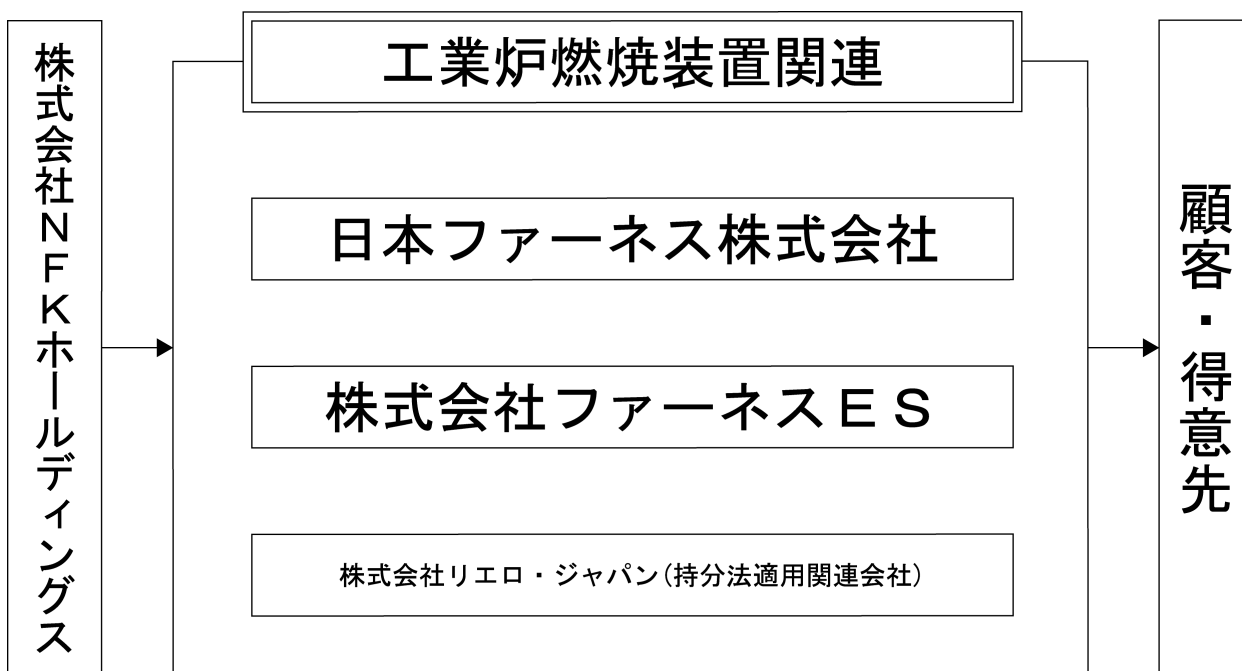 株式会社ＮＦＫホールディングス
工業炉燃焼装置関連
日本ファーネス株式会社
株式会社ファーネスＥＳ
株式会社リエロ・ジャパン(持分法適用関連会社)
顧客・得意先